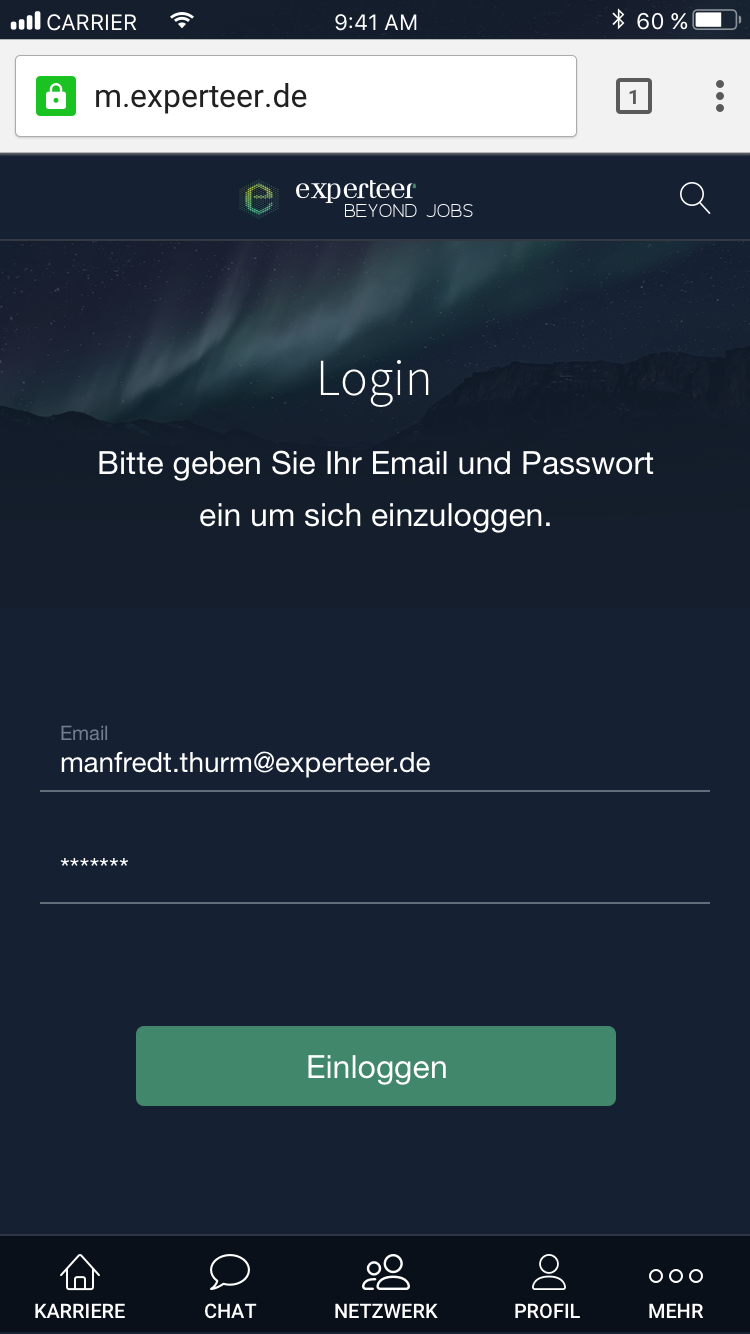 CARRIER 9:41 AM 60 %
m.experteer.de 1
experteer
BEYOND JOBS
Login
Bitte geben Sie Ihr Email und Passwort
ein um sich einzuloggen.
Email
manfredt.thurm@experteer.de
*******
Einloggen
KARRIERE CHAT NETZWERK PROFIL MEHR